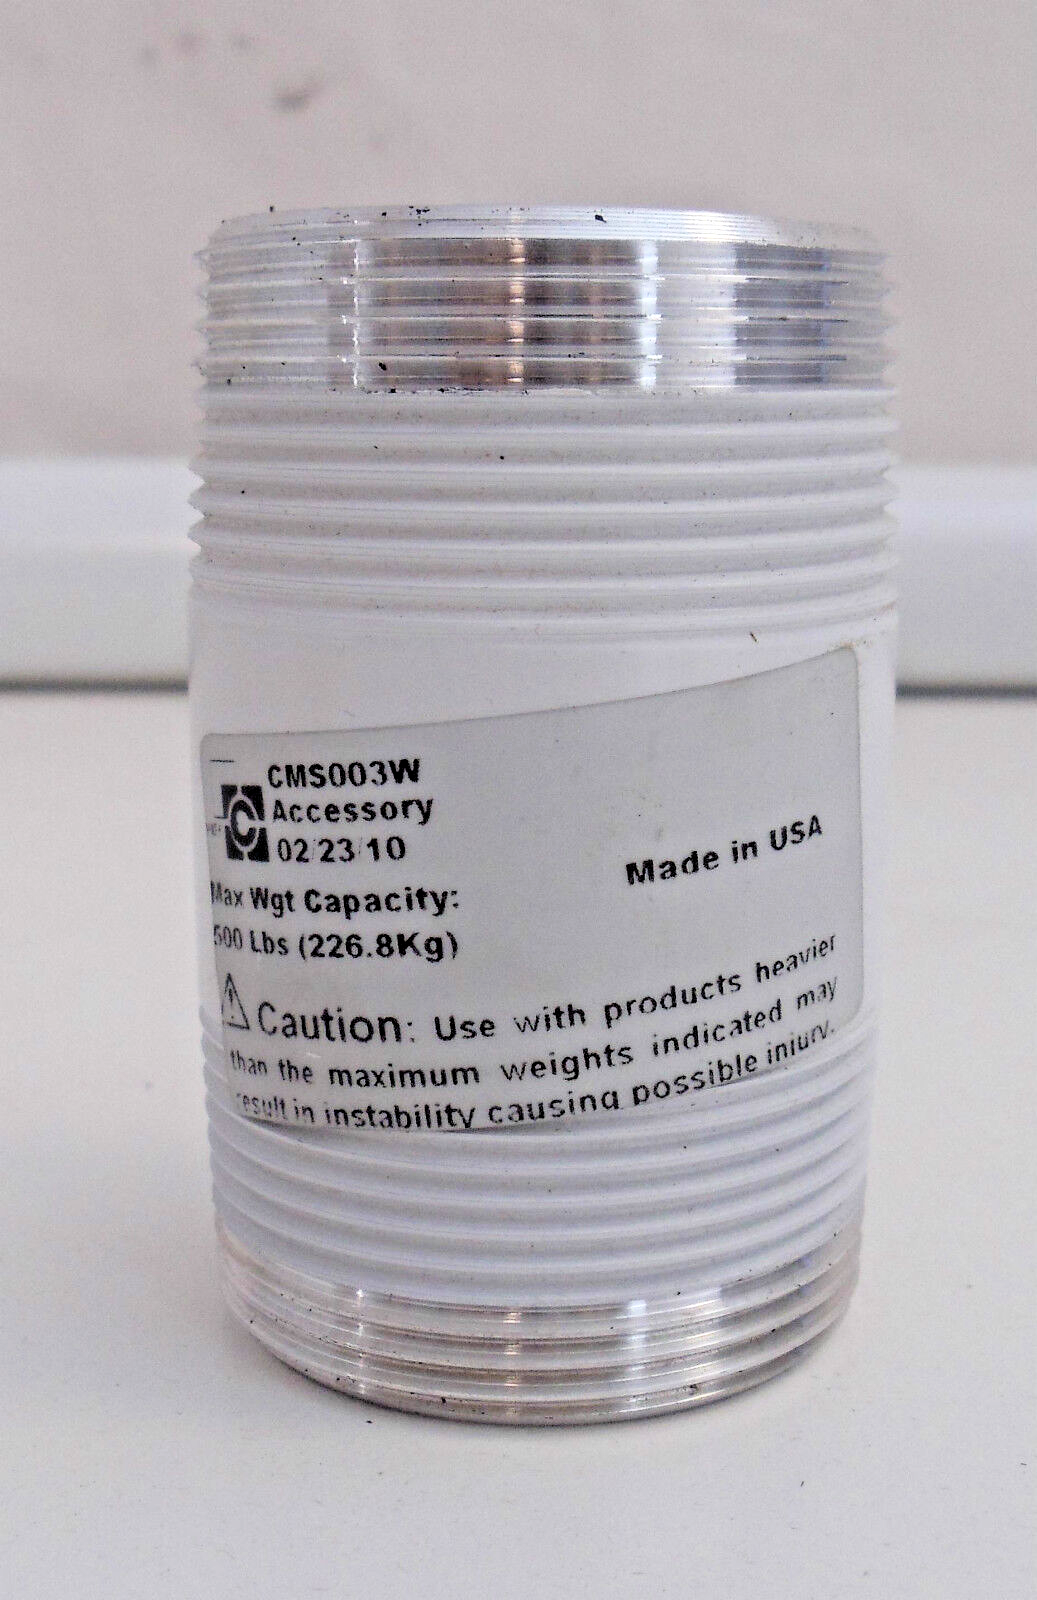 CMS003W
Accessory
02/23/10
Max Wgt Capacity:
500 Lbs (226.8Kg)
Made in USA
Caution: Use with products heavier
than the maximum weights indicated may
result in instability causing possible injury.